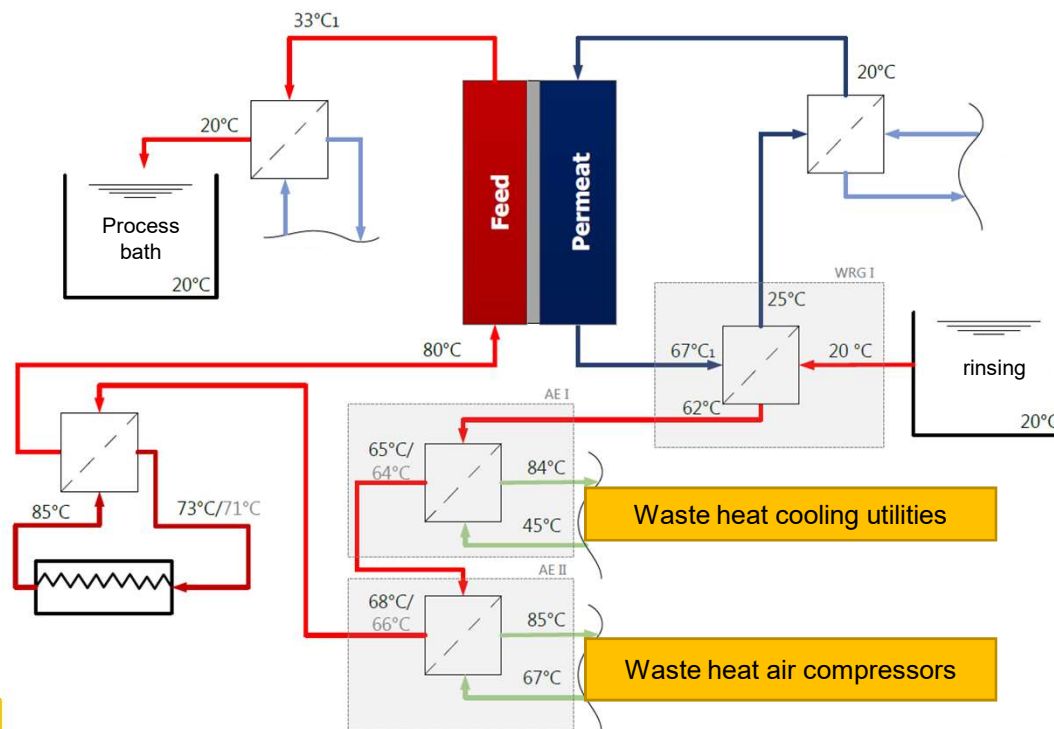 33°C1
20°C
20°C
Process
bath
20°C
Feed
Permeat
WRG I
25°C
80°C
67°C1
20 °C
rinsing
62°C
20°C
AE I
65°C/
64°C
84°C
85°C
73°C/71°C
45°C
Waste heat cooling utilities
AE II
68°C/
66°C
85°C
67°C
Waste heat air compressors